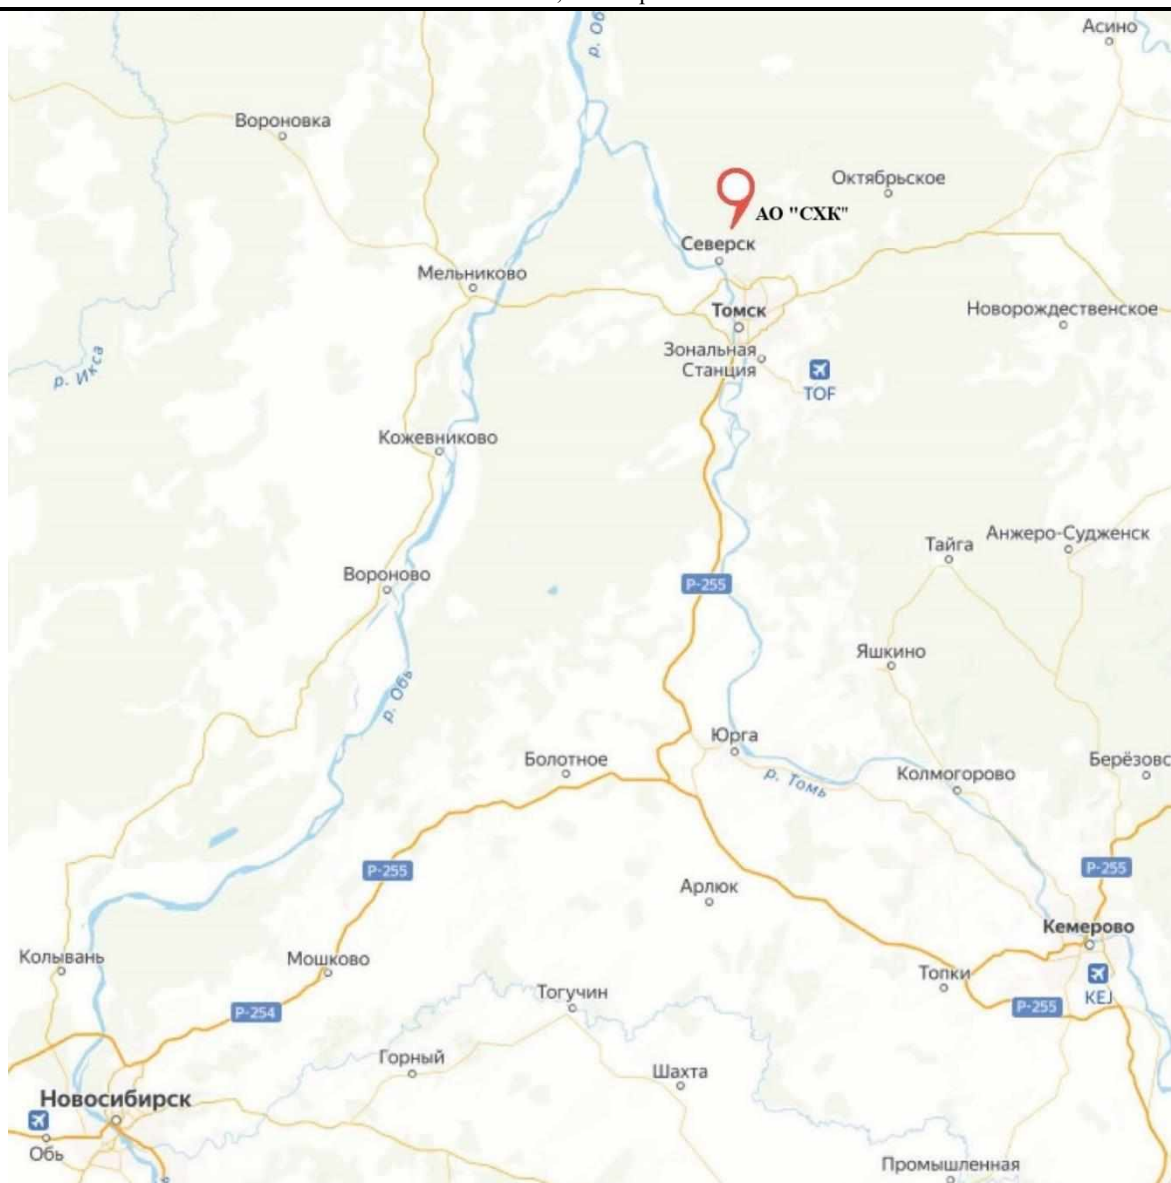 р. Обь
Асино
Вороновка
Октябрьское
АО "СХК"
Северск
Мельниково
Томск
Новорождественское
Зональная
Станция
р. Икса
TOF
Кожевниково
Анжеро-Судженск
Тайга
Вороново
Р-255
Яшкино
р. Обь
Юрга
Болотное
Берёзовс
Колмогорово
р. Томь
Р-255
Р-255
Арлюк
Кемерово
Колывань
Мошково
Топки
Тогучин
KEJ
Р-254
Р-255
Горный
Шахта
Новосибирск
Обь
Промышленная